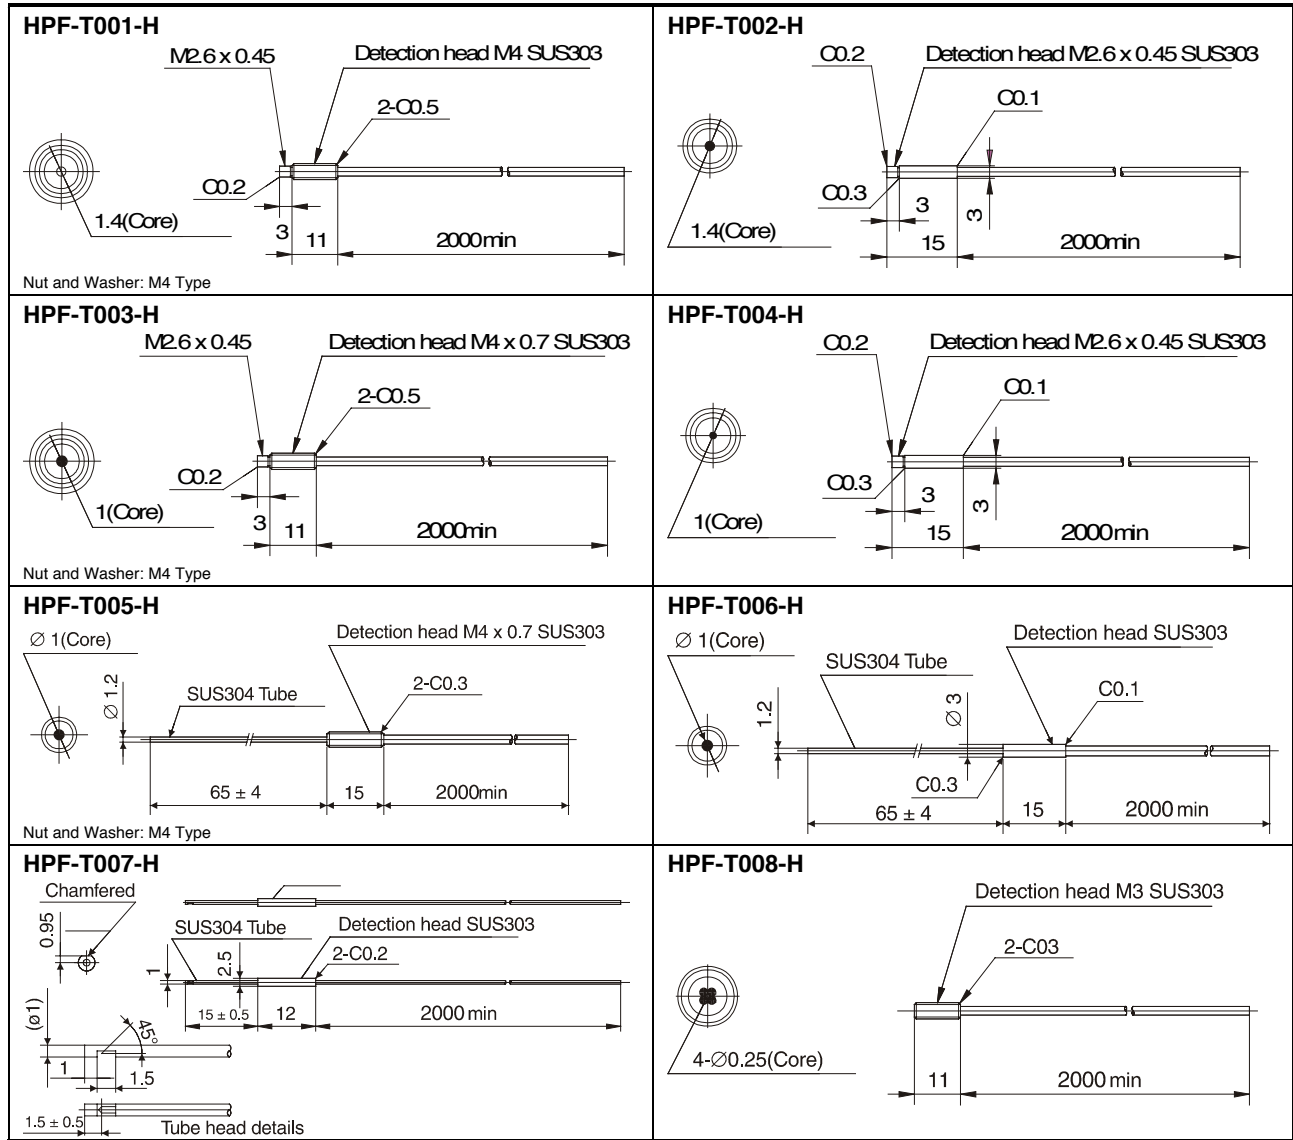 HPF-T001-H
M2.6 x 0.45
Detection head M4 SUS303
2-C0.5
C0.2
1.4(Core)
3
11
2000min
Nut and Washer: M4 Type
HPF-T002-H
C0.2
Detection head M2.6 x 0.45 SUS303
C0.1
C0.3
3
3
1.4(Core)
15
2000min
HPF-T003-H
M2.6 x 0.45
Detection head M4 x 0.7 SUS303
2-C0.5
C0.2
1(Core)
3
11
2000min
Nut and Washer: M4 Type
HPF-T004-H
C0.2
Detection head M2.6 x 0.45 SUS303
C0.1
C0.3
3
3
1(Core)
15
2000min
HPF-T005-H
∅ 1(Core)
Detection head M4 x 0.7 SUS303
∅ 1.2
SUS304 Tube
2-C0.3
65 ± 4
15
2000min
Nut and Washer: M4 Type
HPF-T006-H
∅ 1(Core)
Detection head SUS303
SUS304 Tube
1.2
∅ 3
C0.1
C0.3
65 ± 4
15
2000 min
HPF-T007-H
Chamfered
0.95
SUS304 Tube
Detection head SUS303
1
2.5
2-C0.2
15 ± 0.5
12
2000 min
(ø1)
45°
1
1.5
1.5 ± 0.5
Tube head details
HPF-T008-H
Detection head M3 SUS303
2-C03
4-∅0.25(Core)
11
2000 min